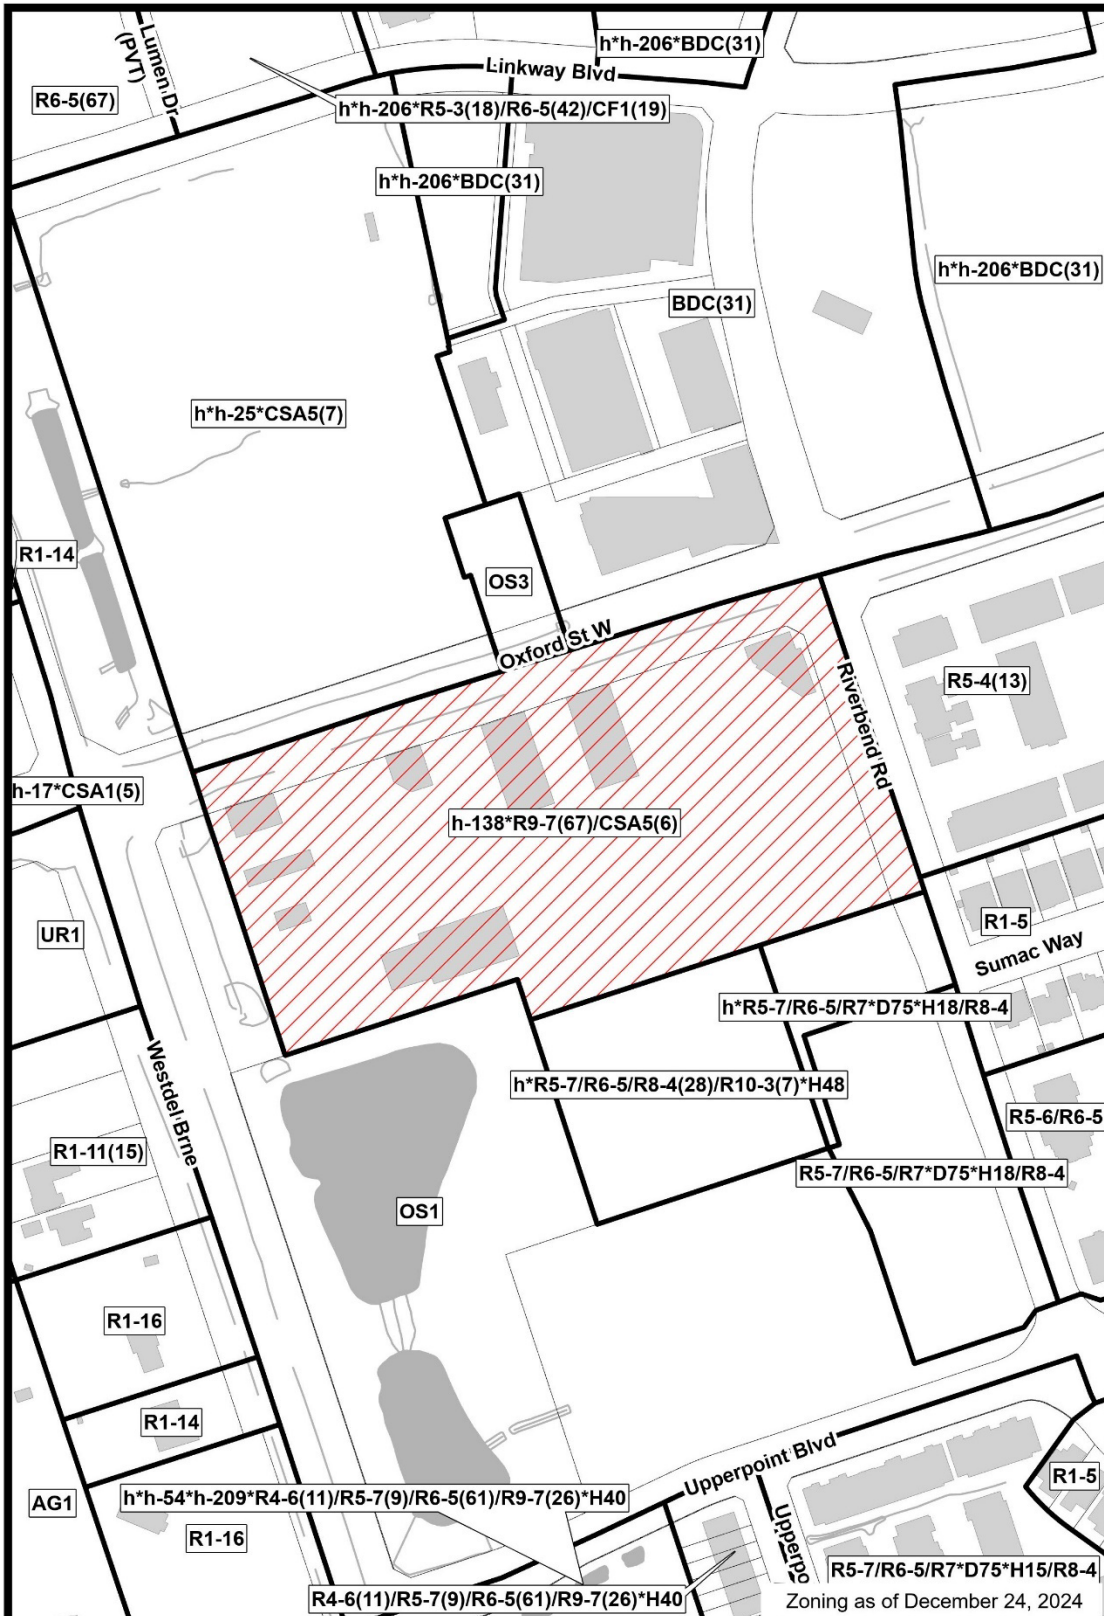 h*h-206*BDC(31)
Lumen Dr
(PVT)
Linkway Blvd
R6-5(67)
h*h-206*R5-3(18)/R6-5(42)/CF1(19)
h*h-206*BDC(31)
h*h-206*BDC(31)
BDC(31)
h*h-25*CSA5(7)
R1-14
OS3
Oxford St W
R5-4(13)
Riverbend Rd
h-17*CSA1(5)
h-138*R9-7(67)/CSA5(6)
R1-5
UR1
Sumac Way
h*R5-7/R6-5/R7*D75*H18/R8-4
Westdel Brne
h*R5-7/R6-5/R8-4(28)/R10-3(7)*H48
R5-6/R6-5
R1-11(15)
R5-7/R6-5/R7*D75*H18/R8-4
OS1
R1-16
R1-14
Upperpoint Blvd
R1-5
h*h-54*h-209*R4-6(11)/R5-7(9)/R6-5(61)/R9-7(26)*H40
AG1
R1-16
Upperpo
R5-7/R6-5/R7*D75*H15/R8-4
R4-6(11)/R5-7(9)/R6-5(61)/R9-7(26)*H40
Zoning as of December 24, 2024